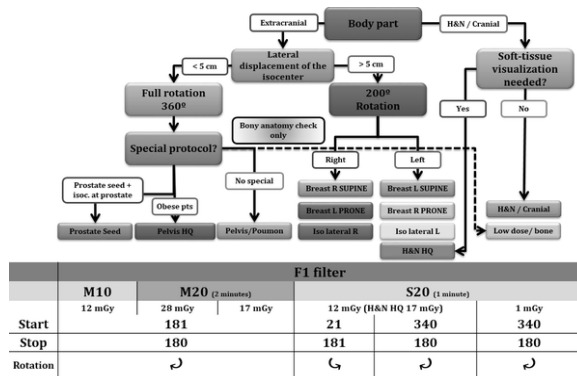 Body part
Extracranial
H&N / Cranial
Lateral
displacement of the
isocenter
Soft-tissue
visualization
needed?
< 5 cm
> 5 cm
Full rotation
360º
200º
Rotation
Yes
No
Special protocol?
Bony anatomy check
only
Right
Left
Prostate seed +
isoc. at prostate
No special
Obese pts
Breast R SUPINE
Breast L SUPINE
Breast L PRONE
Breast R PRONE
H&N / Cranial
Prostate Seed
Pelvis HQ
Pelvis/Poumon
Iso lateral R
Iso lateral L
Low dose/ bone
H&N HQ
F1 filter
M10 M20 (2 minutes) S20 (1 minute)
12 mGy 28 mGy 17 mGy 12 mGy (H&N HQ 17 mGy) 1 mGy
Start 181 21 340 340
Stop 180 181 180 180
Rotation